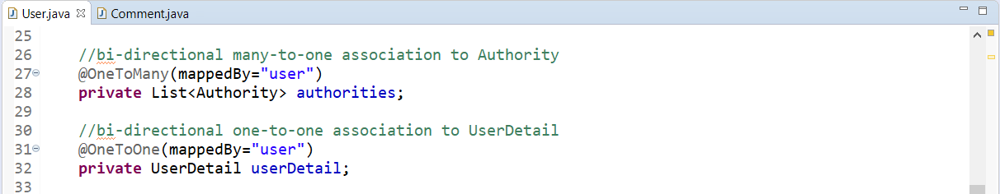 User.java Comment.java
25
26 //bi-directional many-to-one association to Authority
27 @OneToMany(mappedBy="user")
28 private List<Authority> authorities;
29
30 //bi-directional one-to-one association to UserDetail
31 @OneToOne(mappedBy="user")
32 private UserDetail userDetail;
33